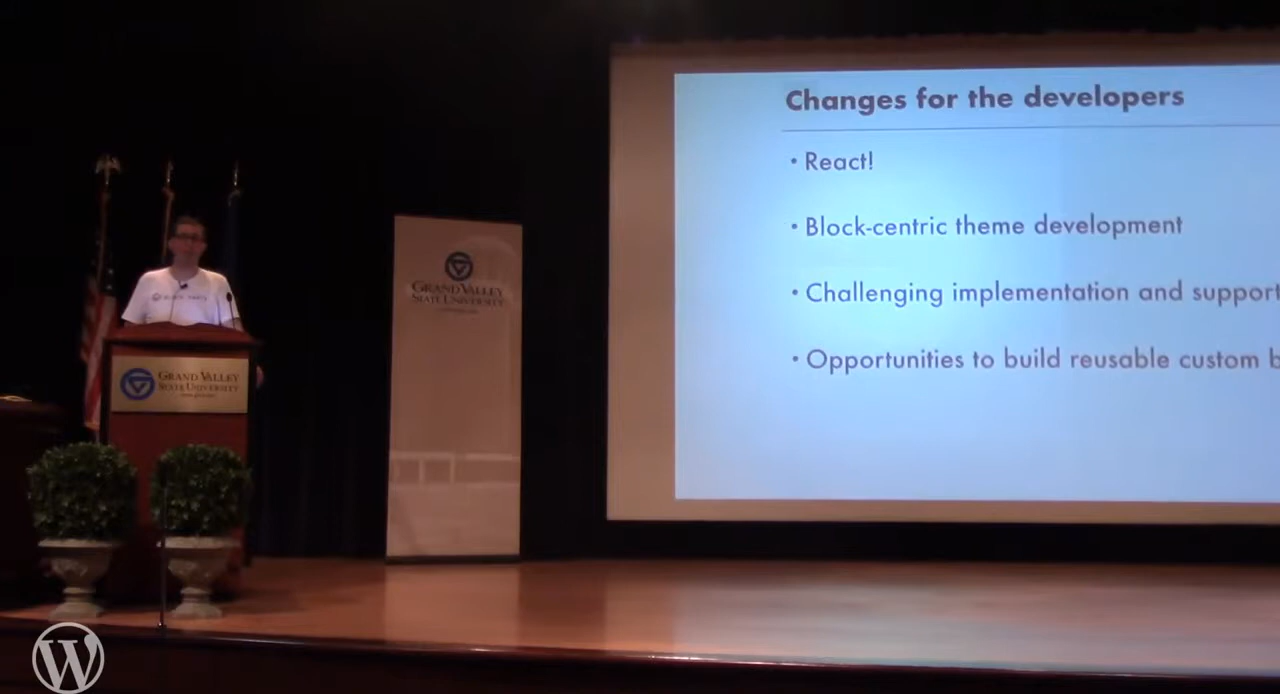 Changes for the developers
• React!
• Block-centric theme development
• Challenging implementation and support
• Opportunities to build reusable custom b
GRAND VALLEY
STATE UNIVERSITY
GRAND VALLEY
STATE UNIVERSITY